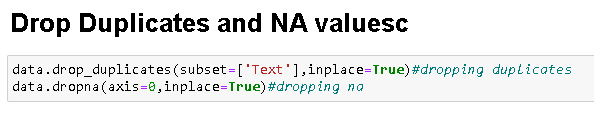 Drop Duplicates and NA valuesc
data.drop_duplicates(subset=['Text'],inplace=True)#dropping duplicates
data.dropna(axis=0,inplace=True)#dropping na